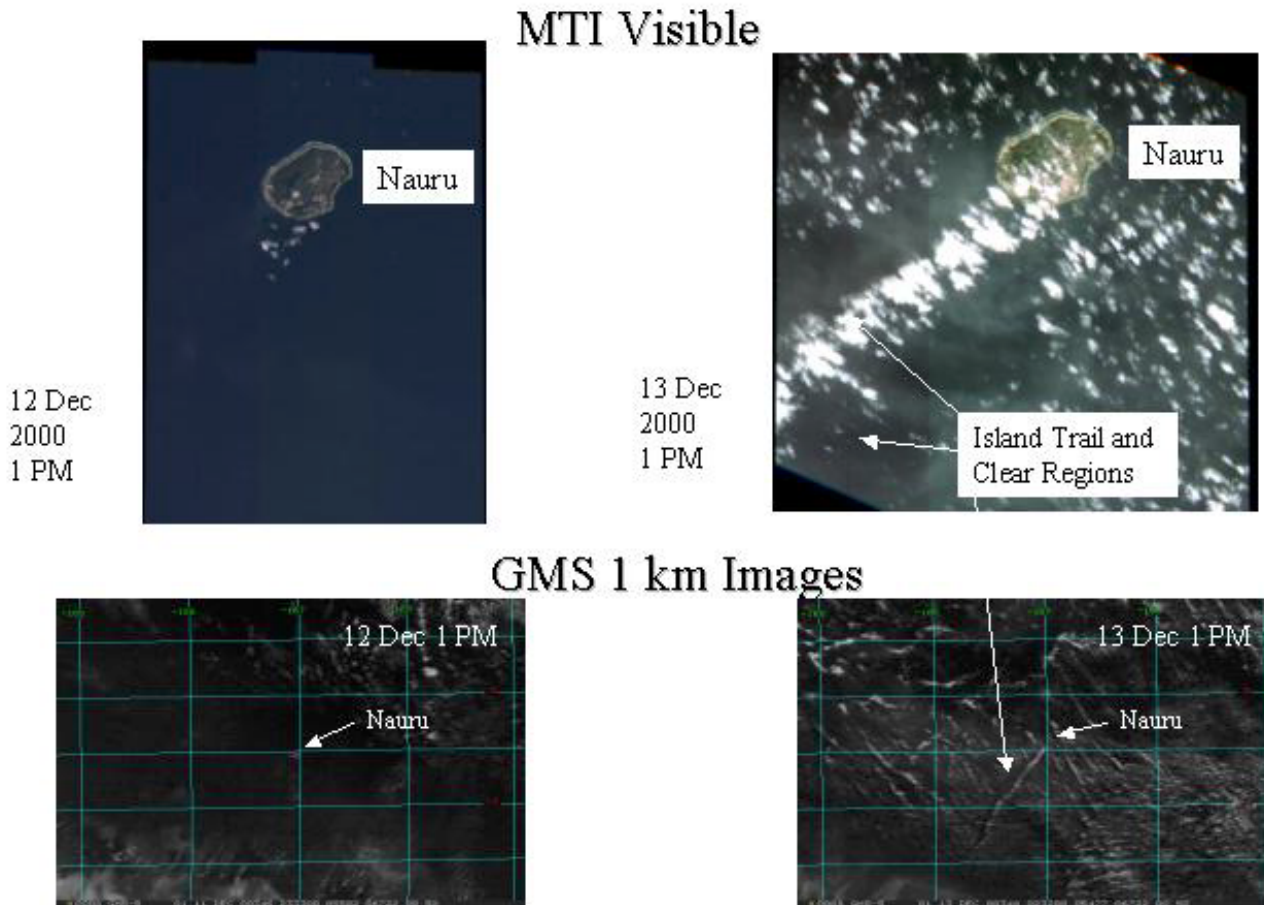 MTI Visible
Nauru
12 Dec
2000
1 PM
Nauru
13 Dec
2000
1 PM
Island Trail and
Clear Regions
GMS 1 km Images
12 Dec 1 PM
Nauru
13 Dec 1 PM
Nauru